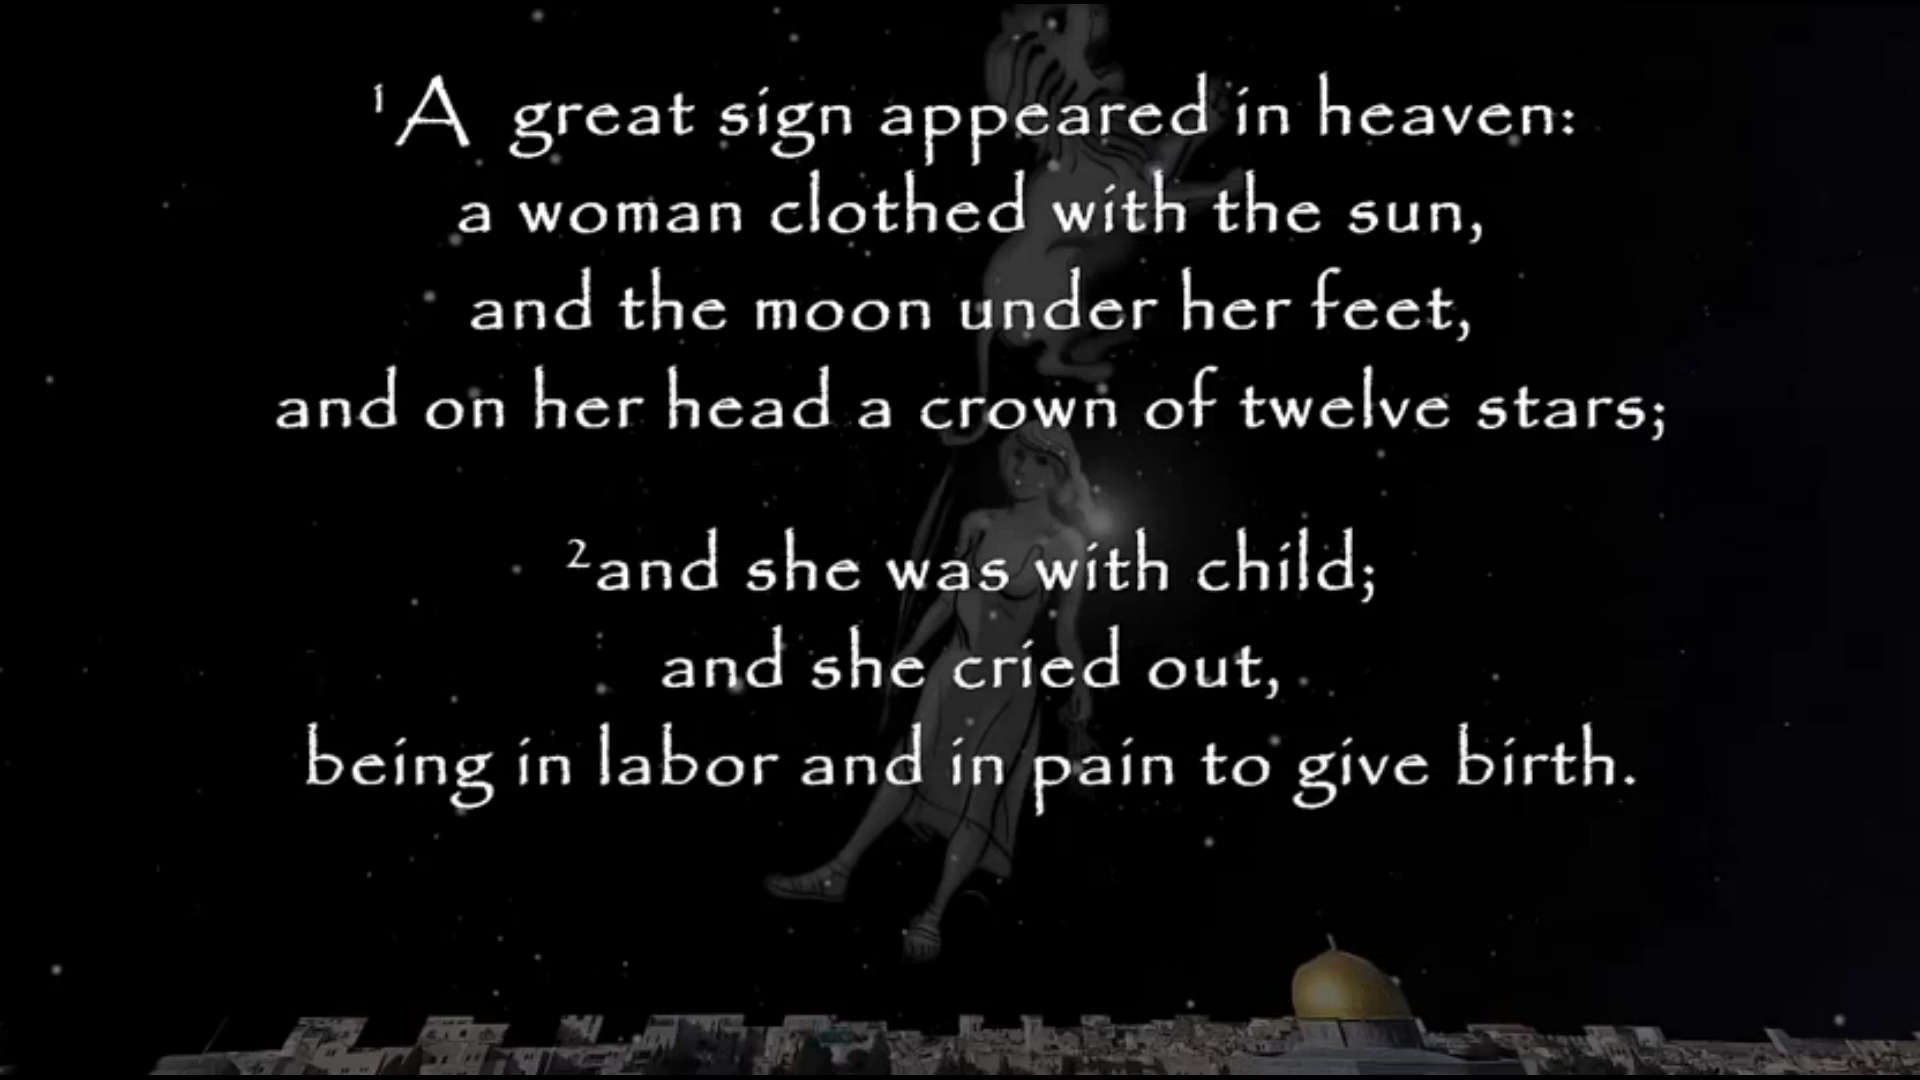 ¹A great sign appeared in heaven:
a woman clothed with the sun,
and the moon under her feet,
and on her head a crown of twelve stars;
²and she was with child;
and she cried out,
being in labor and in pain to give birth.